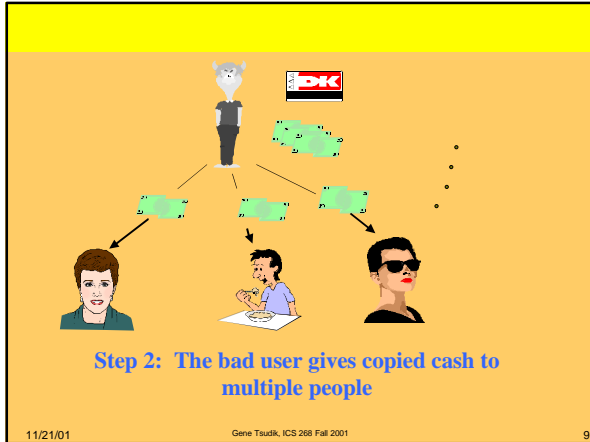 DK
Step 2: The bad user gives copied cash to
multiple people
11/21/01
Gene Tsudik, ICS 268 Fall 2001
9